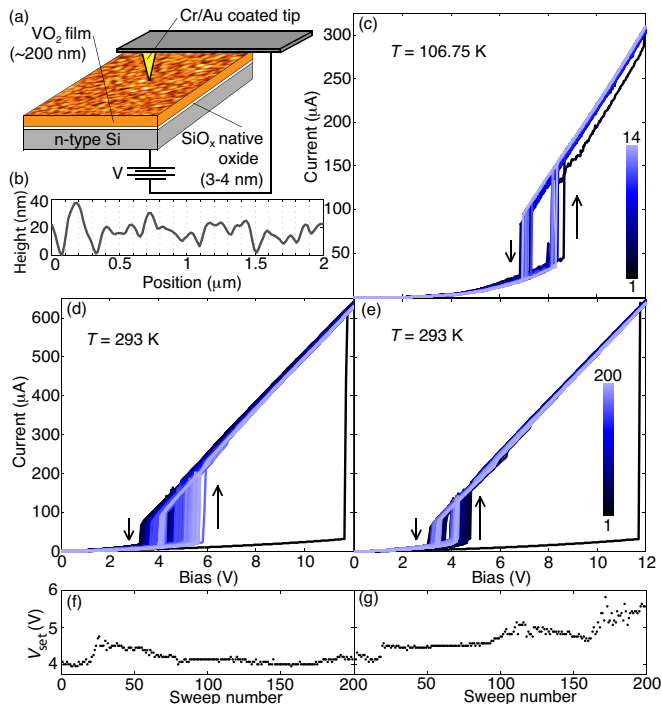 (a)
Cr/Au coated tip
VO₂ film
(~200 nm)
n-type Si
SiOₓ native
oxide
(3-4 nm)
V
(b)
Height(nm)
40
20
0
0 0.5 1 1.5 2
Position (μm)
(c)
T = 106.75 K
Current (μA)
300
250
200
150
100
50
14
1
(d)
T = 293 K
Current (μA)
600
500
400
300
200
100
0
0 2 4 6 8 10
Bias (V)
(e)
T = 293 K
200
1
0 2 4 6 8 10 12
Bias (V)
(f)
Vset(V)
6
5
4
0 50 100 150 200
Sweep number
(g)
50 100 150 200
Sweep number